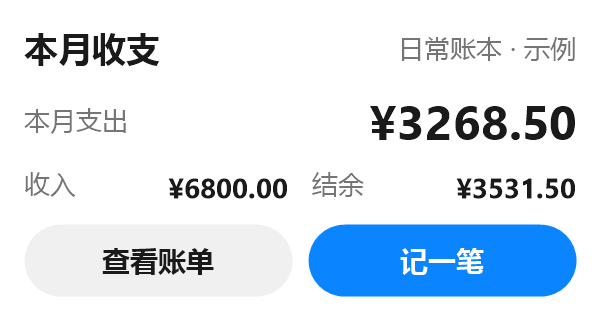 本月收支 日常账本 · 示例
本月支出 ¥3268.50
收入 ¥6800.00 结余 ¥3531.50
查看账单 记一笔